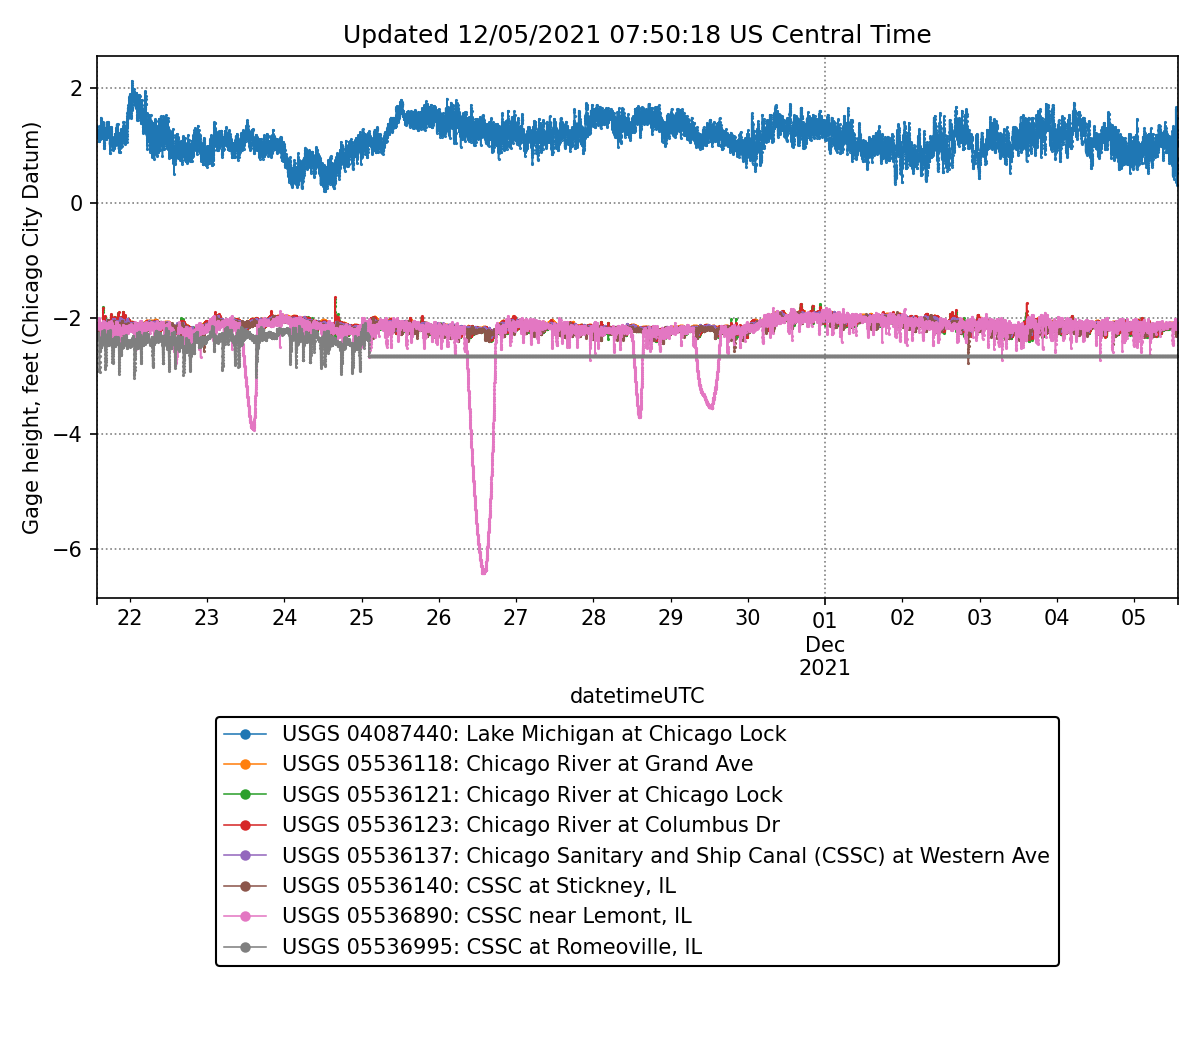 Updated 12/05/2021 07:50:18 US Central Time
Gage height, feet (Chicago City Datum)
2
0
−2
−4
−6
22 23 24 25 26 27 28 29 30 01 02 03 04 05
Dec
2021
datetimeUTC
USGS 04087440: Lake Michigan at Chicago Lock
USGS 05536118: Chicago River at Grand Ave
USGS 05536121: Chicago River at Chicago Lock
USGS 05536123: Chicago River at Columbus Dr
USGS 05536137: Chicago Sanitary and Ship Canal (CSSC) at Western Ave
USGS 05536140: CSSC at Stickney, IL
USGS 05536890: CSSC near Lemont, IL
USGS 05536995: CSSC at Romeoville, IL